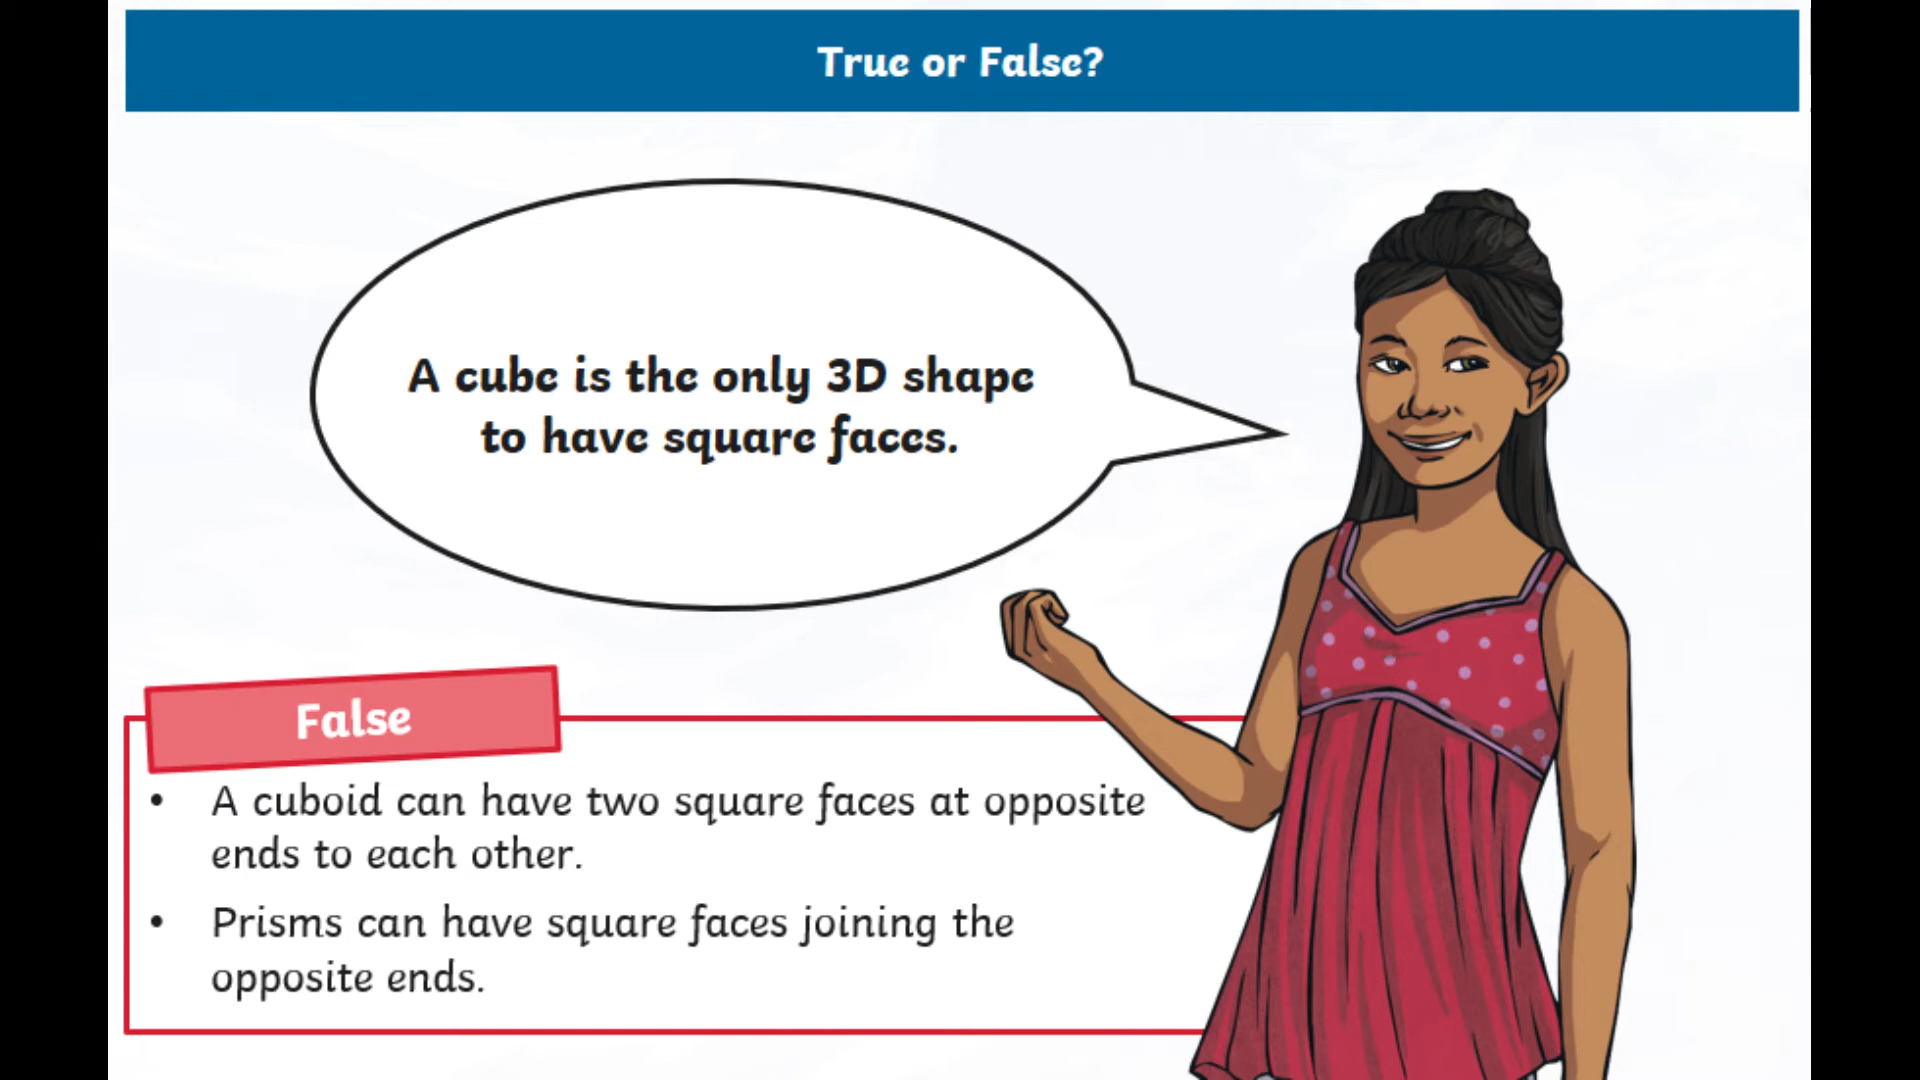 True or False?
A cube is the only 3D shape
to have square faces.
False
• A cuboid can have two square faces at opposite
ends to each other.
• Prisms can have square faces joining the
opposite ends.